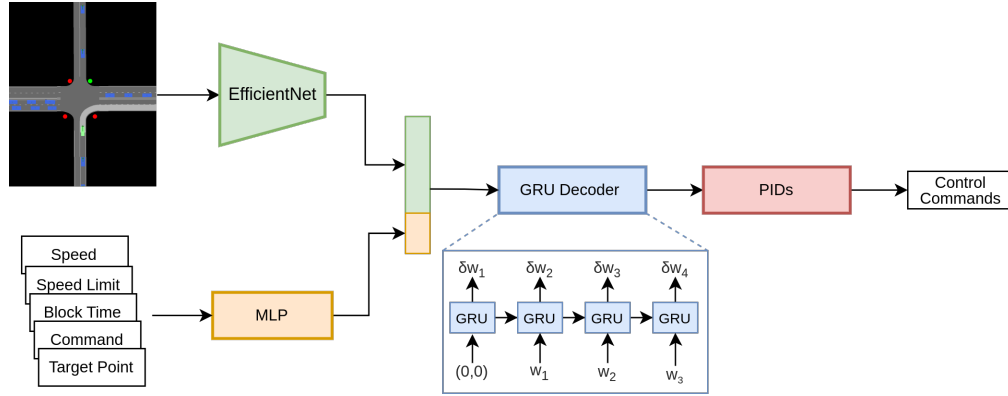 EfficientNet
Speed
Speed Limit
Block Time
Command
Target Point
MLP
GRU Decoder
PIDs
Control
Commands
δw1 δw2 δw3 δw4
GRU GRU GRU GRU
(0,0) w1 w2 w3